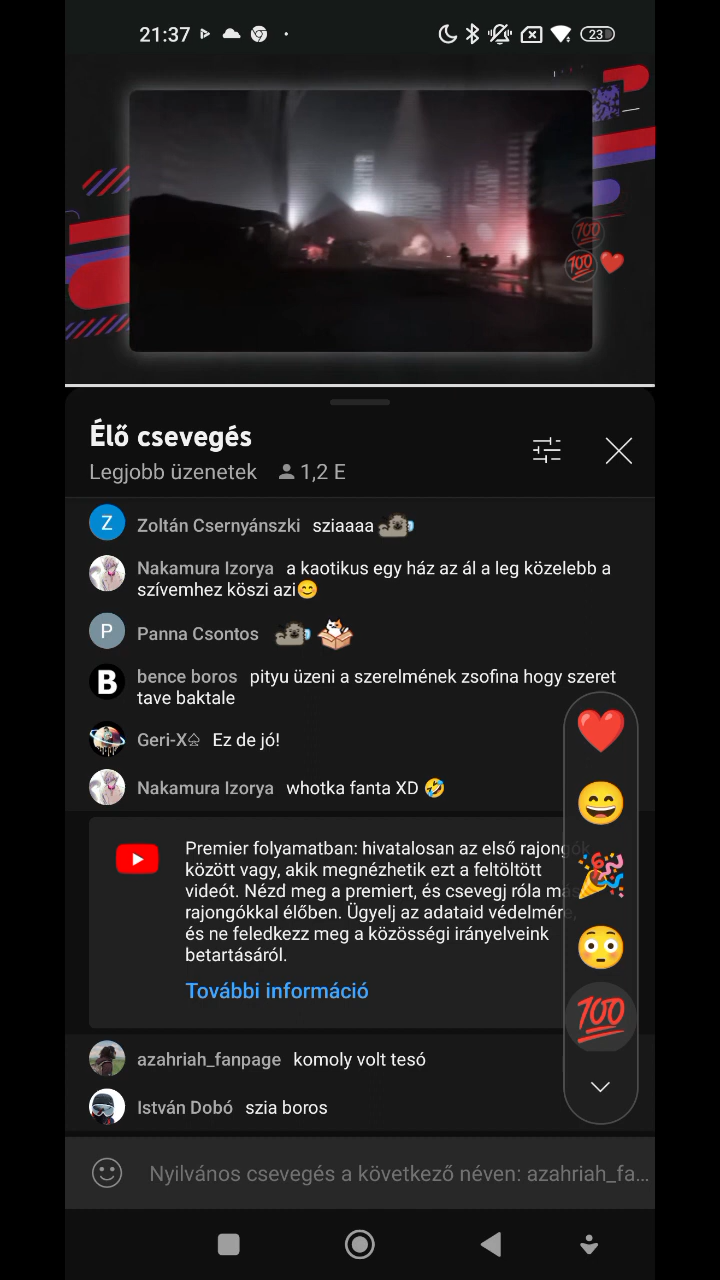 21:37
23
Élő csevegés
Legjobb üzenetek 1,2 E
Z Zoltán Csernyánszki sziaaaa
Nakamura Izorya a kaotikus egy ház az ál a leg közelebb a
szívemhez köszi azi😊
P Panna Csontos
B bence boros pityu üzeni a szerelmének zsofina hogy szeret
tave baktale
Geri-X♤ Ez de jó!
Nakamura Izorya whotka fanta XD 🤣
Premier folyamatban: hivatalosan az első rajongók
között vagy, akik megnézhetik ezt a feltöltött
videót. Nézd meg a premiert, és csevegj róla más
rajongókkal élőben. Ügyelj az adataid védelmére,
és ne feledkezz meg a közösségi irányelveink
betartásáról.
További információ
azahriah_fanpage komoly volt tesó
István Dobó szia boros
Nyilvános csevegés a következő néven: azahriah_fa...
100
100
100